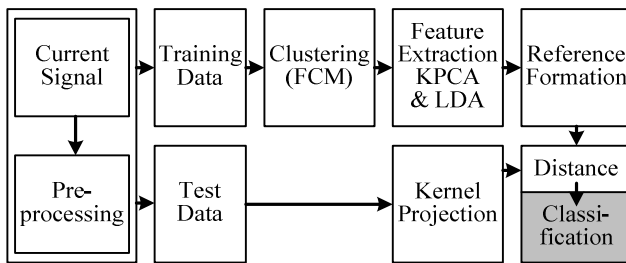 Current
Signal
Training
Data
Clustering
(FCM)
Feature
Extraction
KPCA
& LDA
Reference
Formation
Pre-
processing
Test
Data
Kernel
Projection
Distance
Classi-
fication